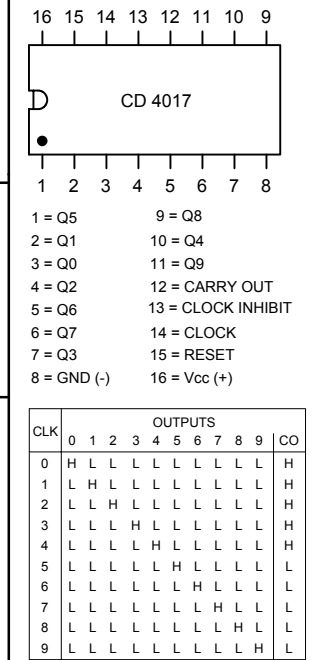 16 15 14 13 12 11 10 9
CD 4017
1 2 3 4 5 6 7 8
1 = Q5 9 = Q8
2 = Q1 10 = Q4
3 = Q0 11 = Q9
4 = Q2 12 = CARRY OUT
5 = Q6 13 = CLOCK INHIBIT
6 = Q7 14 = CLOCK
7 = Q3 15 = RESET
8 = GND (-) 16 = Vcc (+)
CLK OUTPUTS
0 1 2 3 4 5 6 7 8 9 CO
0 H L L L L L L L L L H
1 L H L L L L L L L L H
2 L L H L L L L L L L H
3 L L L H L L L L L L H
4 L L L L H L L L L L H
5 L L L L L H L L L L L
6 L L L L L L H L L L L
7 L L L L L L L H L L L
8 L L L L L L L L H L L
9 L L L L L L L L L H L